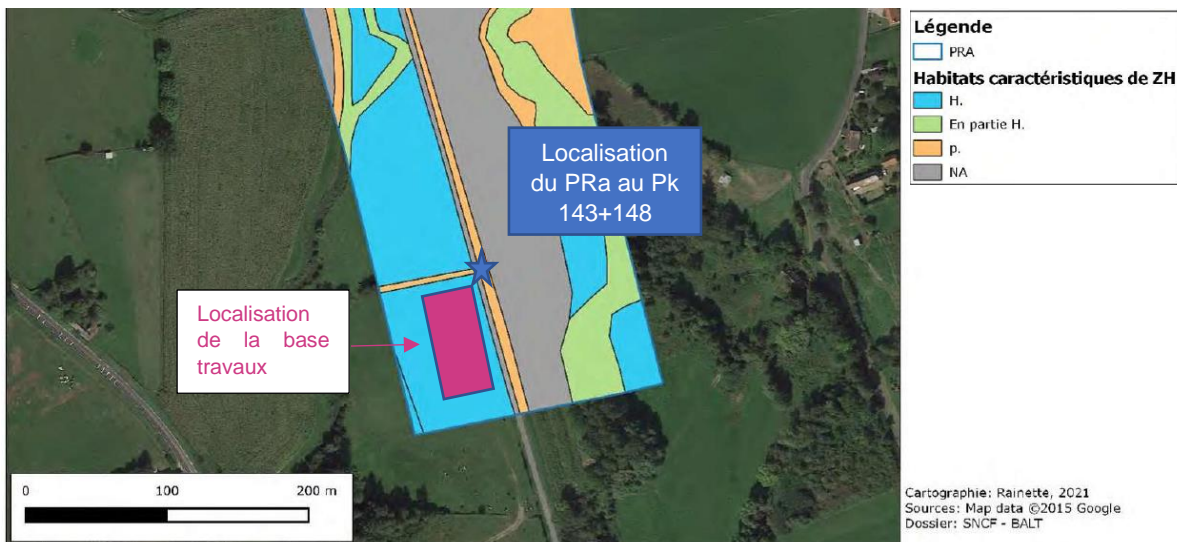 Localisation
du PRa au Pk
143+148
Localisation
de la base
travaux
0 100 200 m
Légende
PRA
Habitats caractéristiques de ZH
H.
En partie H.
p.
NA
Cartographie: Rainette, 2021
Sources: Map data ©2015 Google
Dossier: SNCF - BALT